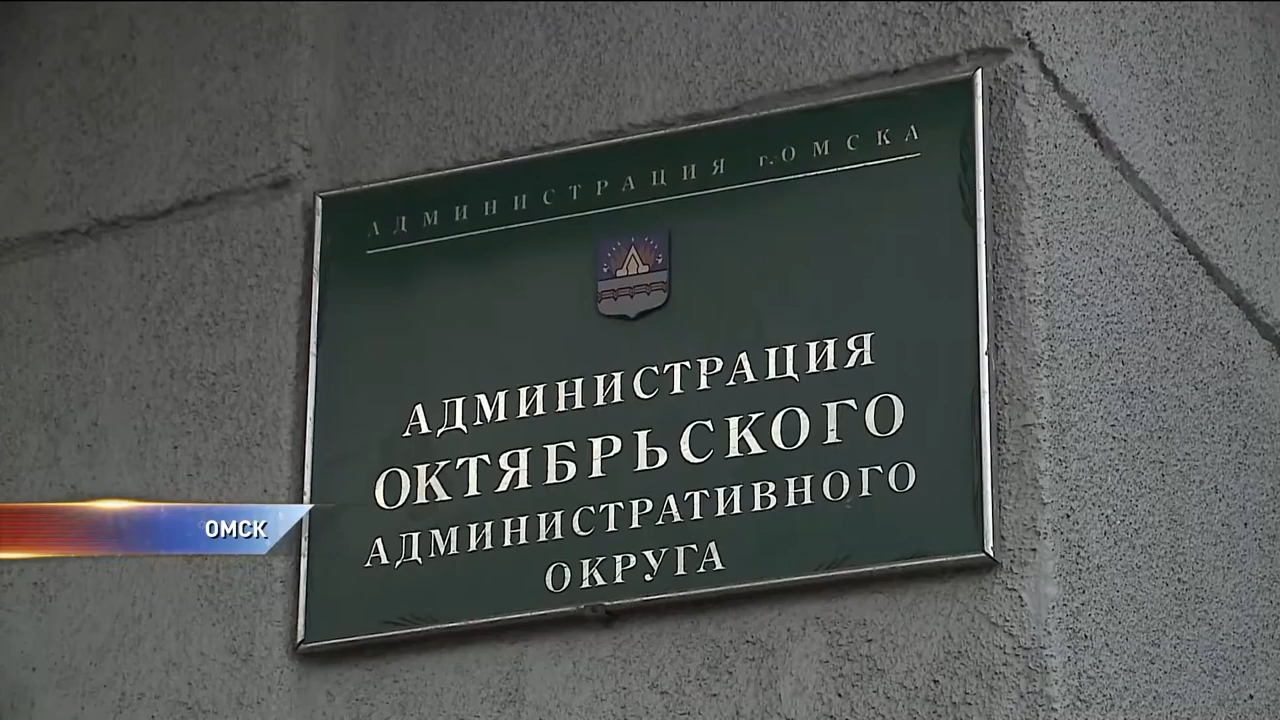 АДМИНИСТРАЦИЯ г.ОМСКА
АДМИНИСТРАЦИЯ
ОКТЯБРЬСКОГО
АДМИНИСТРАТИВНОГО
ОКРУГА
ОМСК